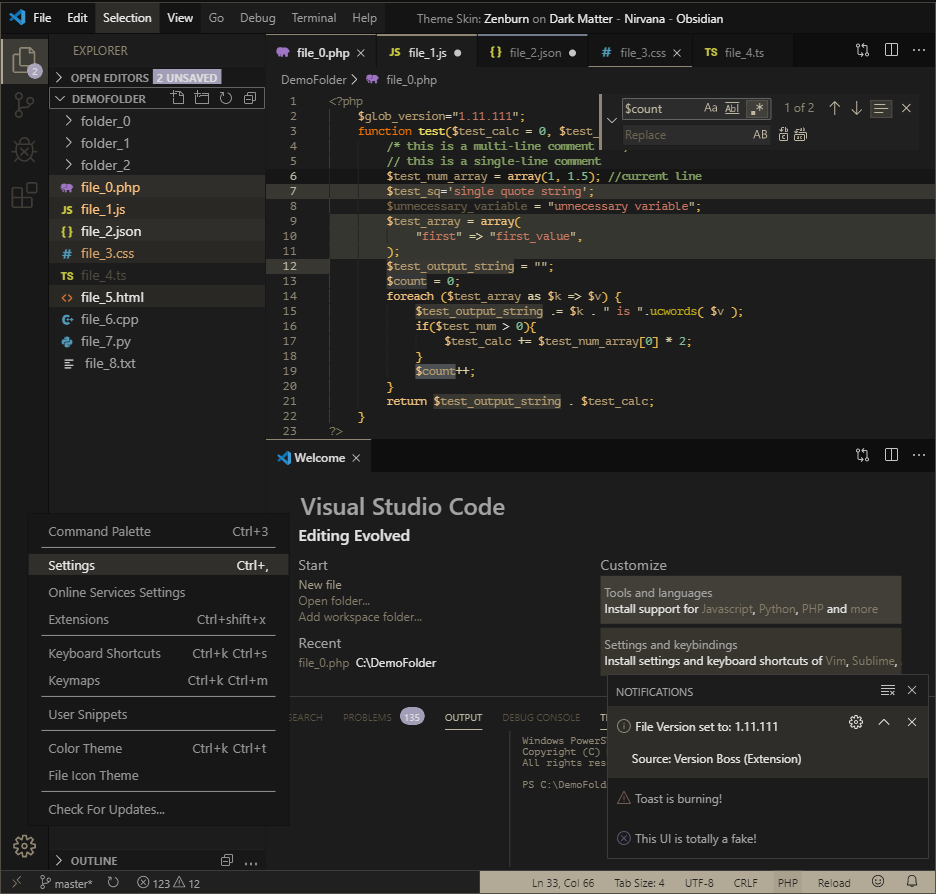 File Edit Selection View Go Debug Terminal Help Theme Skin: Zenburn on Dark Matter - Nirvana - Obsidian
EXPLORER
2
OPEN EDITORS 2 UNSAVED
DEMOFOLDER
folder_0
folder_1
folder_2
file_0.php
JS file_1.js
{} file_2.json
# file_3.css
TS file_4.ts
<> file_5.html
file_6.cpp
file_7.py
file_8.txt
file_0.php × JS file_1.js ● {} file_2.json ● # file_3.css × TS file_4.ts
DemoFolder > file_0.php
$count Aa Abl .* 1 of 2
Replace AB
1 <?php
2 $glob_version="1.11.111";
3 function test($test_calc = 0, $test_
4 /* this is a multi-line comment
5 // this is a single-line comment
6 $test_num_array = array(1, 1.5); //current line
7 $test_sq='single quote string';
8 $unnecessary_variable = "unnecessary variable";
9 $test_array = array(
10 "first" => "first_value",
11 );
12 $test_output_string = "";
13 $count = 0;
14 foreach ($test_array as $k => $v) {
15 $test_output_string .= $k . " is ".ucwords( $v );
16 if($test_num > 0){
17 $test_calc += $test_num_array[0] * 2;
18 }
19 $count++;
20 }
21 return $test_output_string . $test_calc;
22 }
23 ?>
Welcome ×
Visual Studio Code
Editing Evolved
Start
New file
Open folder...
Add workspace folder...
Recent
file_0.php C:\DemoFolder
Customize
Tools and languages
Install support for Javascript, Python, PHP and more
Settings and keybindings
Install settings and keyboard shortcuts of Vim, Sublime,
Command Palette Ctrl+3
Settings Ctrl+,
Online Services Settings
Extensions Ctrl+shift+x
Keyboard Shortcuts Ctrl+k Ctrl+s
Keymaps Ctrl+k Ctrl+m
User Snippets
Color Theme Ctrl+k Ctrl+t
File Icon Theme
Check For Updates...
EARCH PROBLEMS 135 OUTPUT DEBUG CONSOLE T
Windows PowerS
Copyright (C)
All rights res
PS C:\DemoFold
NOTIFICATIONS
File Version set to: 1.11.111
Source: Version Boss (Extension)
Toast is burning!
This UI is totally a fake!
OUTLINE
master* 123 12 Ln 33, Col 66 Tab Size: 4 UTF-8 CRLF PHP Reload